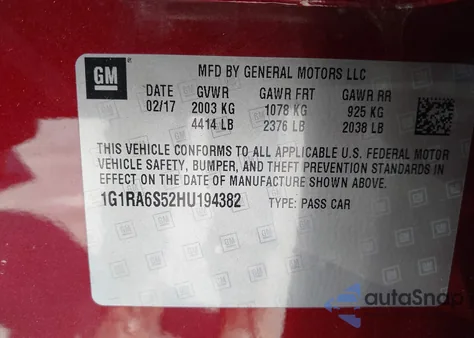 GM
MFD BY GENERAL MOTORS LLC
DATE GVWR GAWR FRT GAWR RR
02/17 2003 KG 1078 KG 925 KG
4414 LB 2376 LB 2038 LB
THIS VEHICLE CONFORMS TO ALL APPLICABLE U.S. FEDERAL MOTOR
VEHICLE SAFETY, BUMPER, AND THEFT PREVENTION STANDARDS IN
EFFECT ON THE DATE OF MANUFACTURE SHOWN ABOVE.
1G1RA6S52HU194382 TYPE: PASS CAR
autaSnap